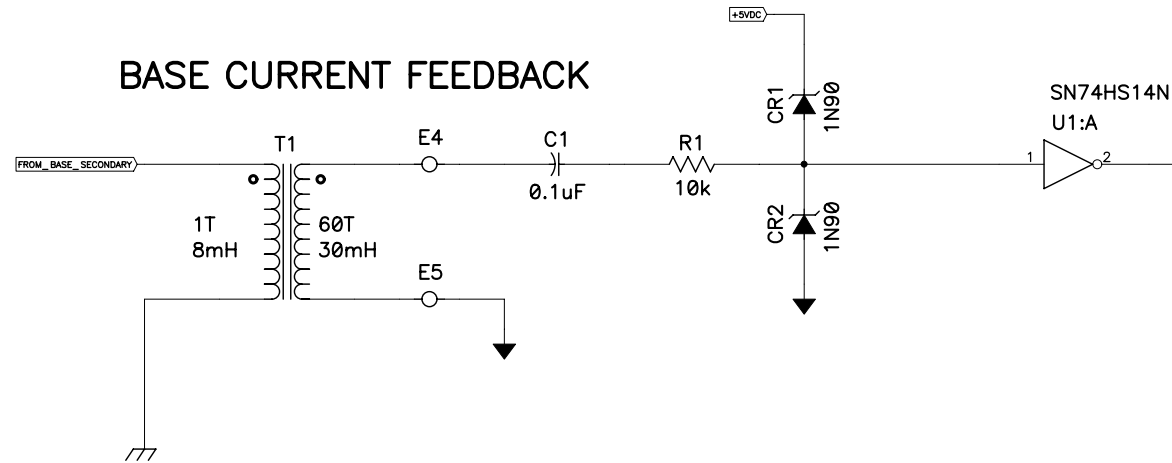 +5VDC
BASE CURRENT FEEDBACK
CR1
1N90
SN74HS14N
U1:A
T1
E4
C1
R1
FROM_BASE_SECONDARY
1
2
0.1uF
10k
1T
8mH
60T
30mH
CR2
1N90
E5